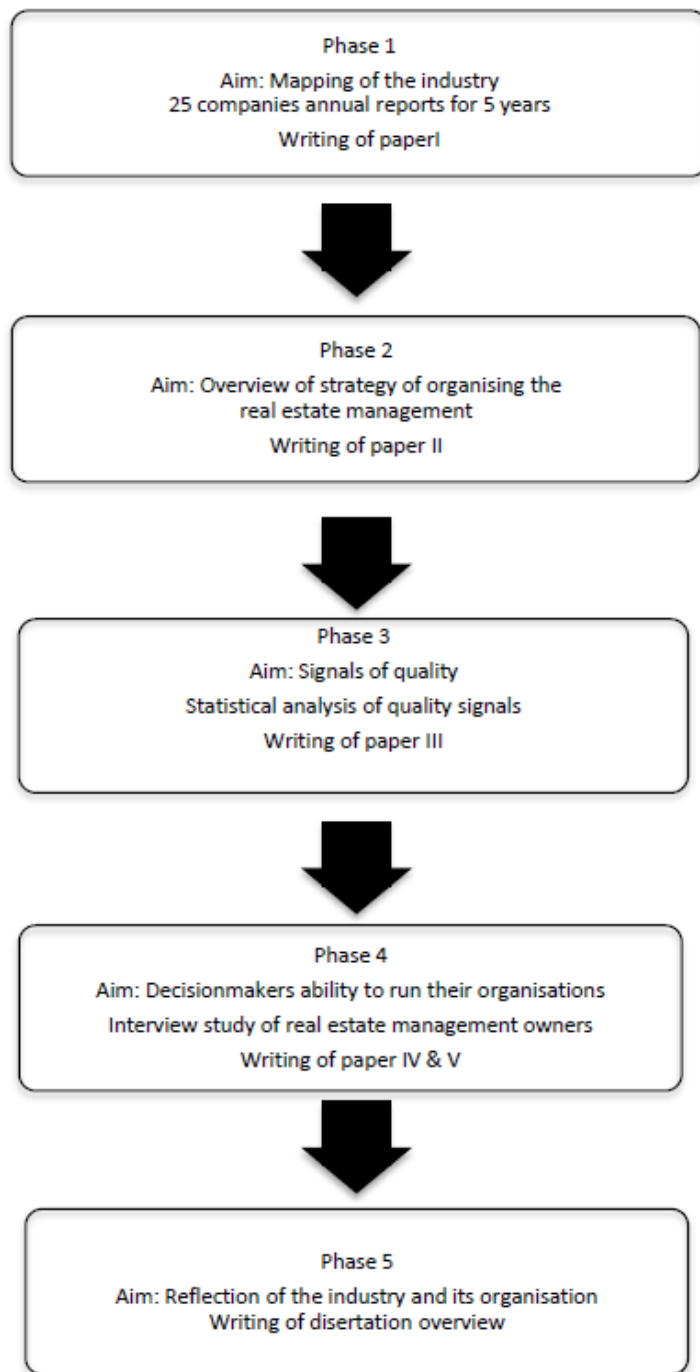 Phase 1
Aim: Mapping of the industry
25 companies annual reports for 5 years
Writing of paperI
Phase 2
Aim: Overview of strategy of organising the
real estate management
Writing of paper II
Phase 3
Aim: Signals of quality
Statistical analysis of quality signals
Writing of paper III
Phase 4
Aim: Decisionmakers ability to run their organisations
Interview study of real estate management owners
Writing of paper IV & V
Phase 5
Aim: Reflection of the industry and its organisation
Writing of disertation overview